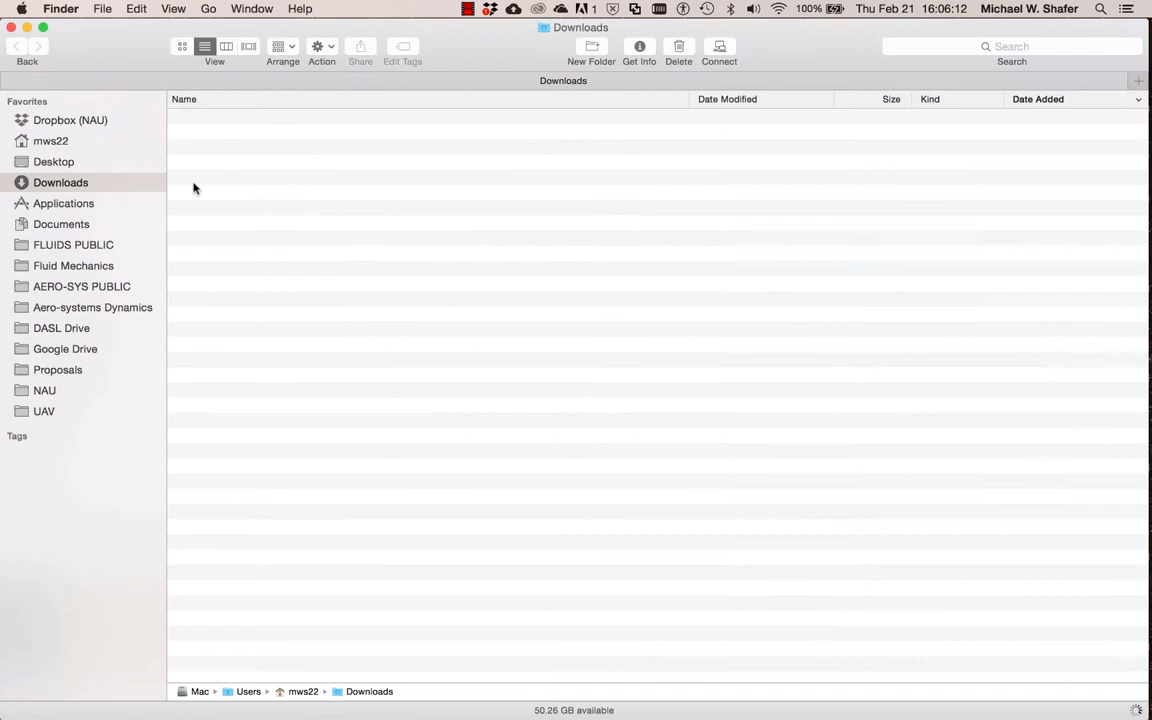 Finder File Edit View Go Window Help 1 100% Thu Feb 21 16:06:12 Michael W. Shafer
Downloads
Search
Back View Arrange Action Share Edit Tags New Folder Get Info Delete Connect Search
Downloads
Favorites
Name Date Modified Size Kind Date Added
Dropbox (NAU)
mws22
Desktop
Downloads
Applications
Documents
FLUIDS PUBLIC
Fluid Mechanics
AERO-SYS PUBLIC
Aero-systems Dynamics
DASL Drive
Google Drive
Proposals
NAU
UAV
Tags
Mac Users mws22 Downloads
50.26 GB available